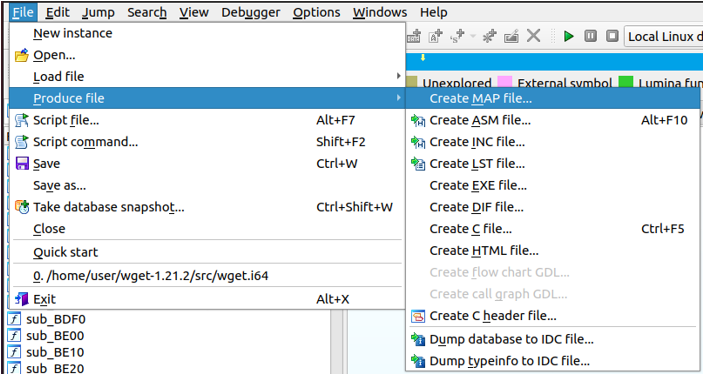 File Edit Jump Search View Debugger Options Windows Help
New instance
Open...
Load file
Produce file
Script file... Alt+F7
Script command... Shift+F2
Save Ctrl+W
Save as...
Take database snapshot... Ctrl+Shift+W
Close
Quick start
0. /home/user/wget-1.21.2/src/wget.i64
Exit Alt+X
Local Linux d
Unexplored External symbol Lumina fun
Create MAP file...
Create ASM file... Alt+F10
Create INC file...
Create LST file...
Create EXE file...
Create DIF file...
Create C file... Ctrl+F5
Create HTML file...
Create flow chart GDL...
Create call graph GDL...
Create C header file...
Dump database to IDC file...
Dump typeinfo to IDC file...
sub_BDF0
sub_BE00
sub_BE10
sub_BE20